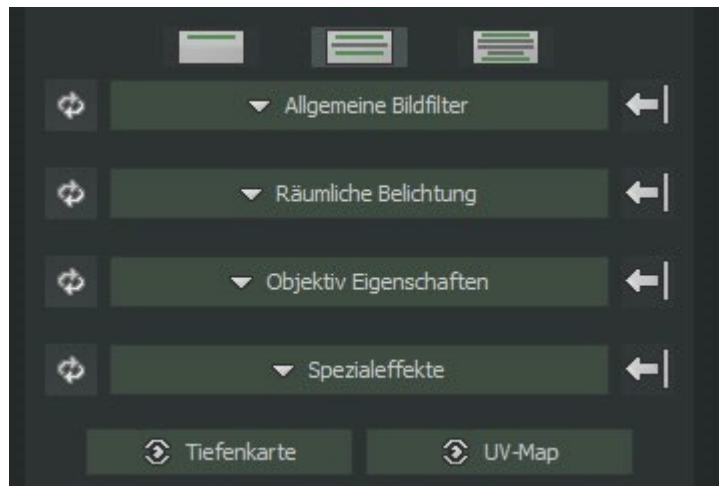 Allgemeine Bildfilter
Räumliche Belichtung
Objektiv Eigenschaften
Spezialeffekte
Tiefenkarte UV-Map